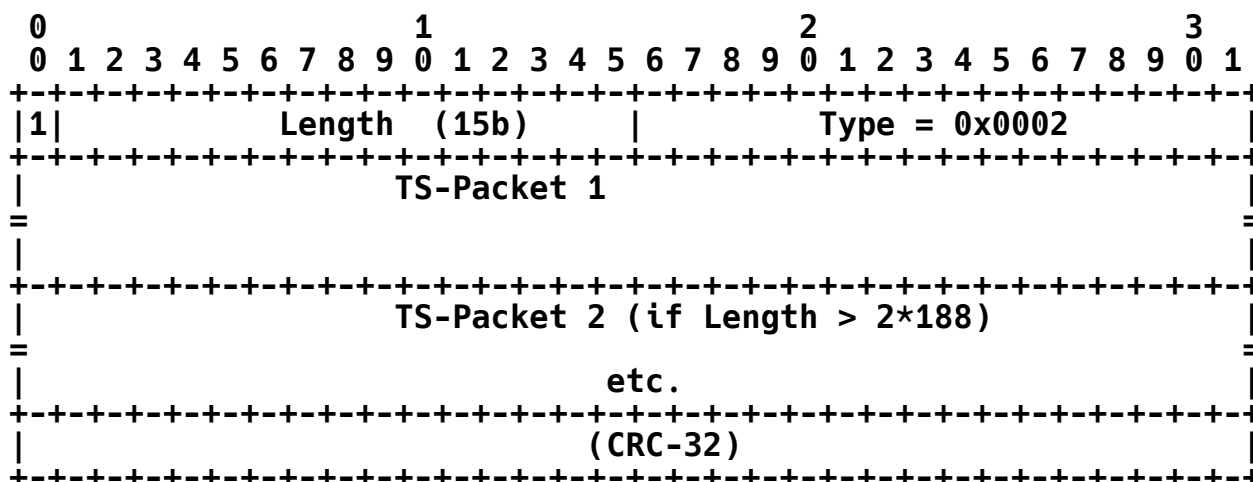 0                   1                   2                   3
 0 1 2 3 4 5 6 7 8 9 0 1 2 3 4 5 6 7 8 9 0 1 2 3 4 5 6 7 8 9 0 1
+-+-+-+-+-+-+-+-+-+-+-+-+-+-+-+-+-+-+-+-+-+-+-+-+-+-+-+-+-+-+-+-+
|1|           Length  (15b)     |         Type = 0x0002         |
+-+-+-+-+-+-+-+-+-+-+-+-+-+-+-+-+-+-+-+-+-+-+-+-+-+-+-+-+-+-+-+-+
|                   TS-Packet 1                                 |
=                                                               =
|                                                               |
+-+-+-+-+-+-+-+-+-+-+-+-+-+-+-+-+-+-+-+-+-+-+-+-+-+-+-+-+-+-+-+-+
|                   TS-Packet 2 (if Length > 2*188)             |
=                                                               =
|                              etc.                             |
+-+-+-+-+-+-+-+-+-+-+-+-+-+-+-+-+-+-+-+-+-+-+-+-+-+-+-+-+-+-+-+-+
|                             (CRC-32)                          |
+-+-+-+-+-+-+-+-+-+-+-+-+-+-+-+-+-+-+-+-+-+-+-+-+-+-+-+-+-+-+-+-+